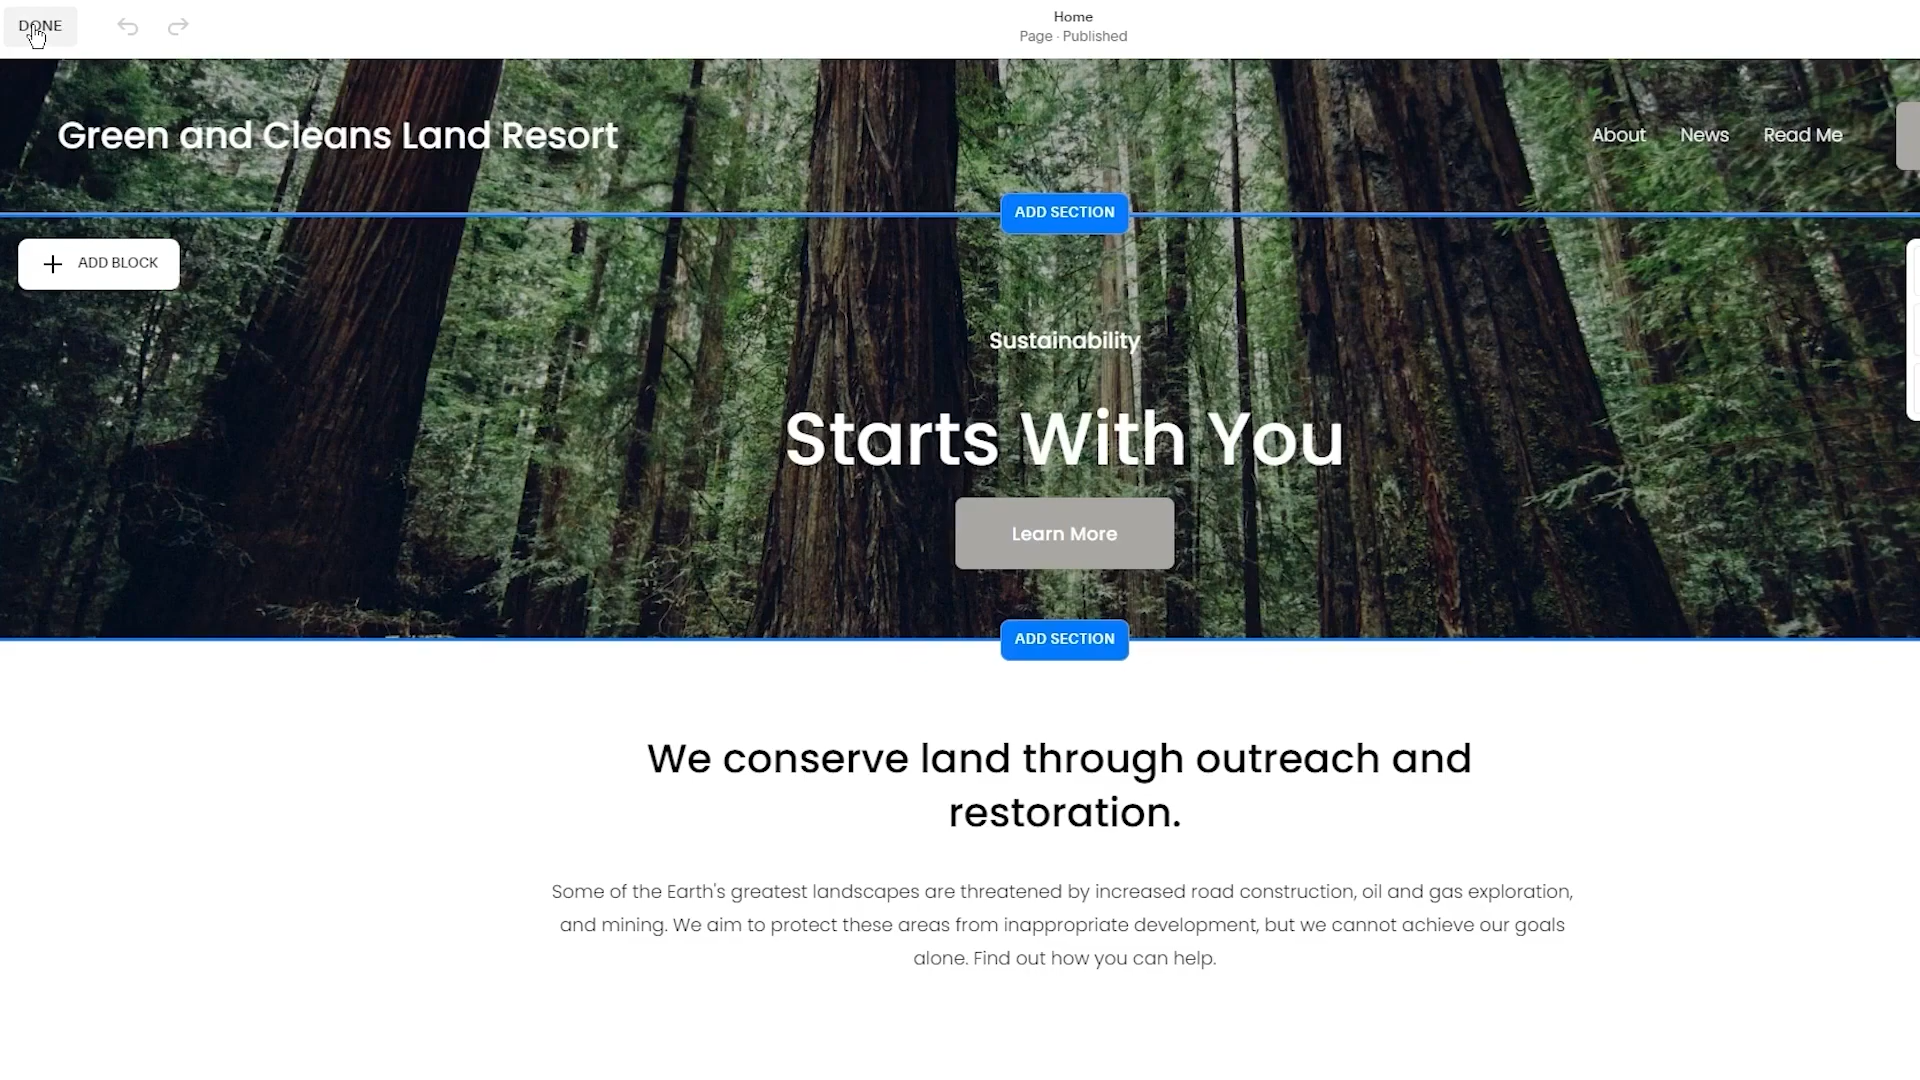 DONE
Home
Page · Published
Green and Cleans Land Resort
About
News
Read Me
ADD SECTION
ADD BLOCK
Sustainability
Starts With You
Learn More
ADD SECTION
We conserve land through outreach and
restoration.
Some of the Earth's greatest landscapes are threatened by increased road construction, oil and gas exploration,
and mining. We aim to protect these areas from inappropriate development, but we cannot achieve our goals
alone. Find out how you can help.